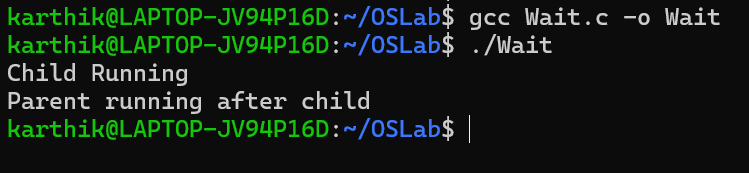 karthik@LAPTOP-JV94P16D:~/OSLab$ gcc Wait.c -o Wait
karthik@LAPTOP-JV94P16D:~/OSLab$ ./Wait
Child Running
Parent running after child
karthik@LAPTOP-JV94P16D:~/OSLab$